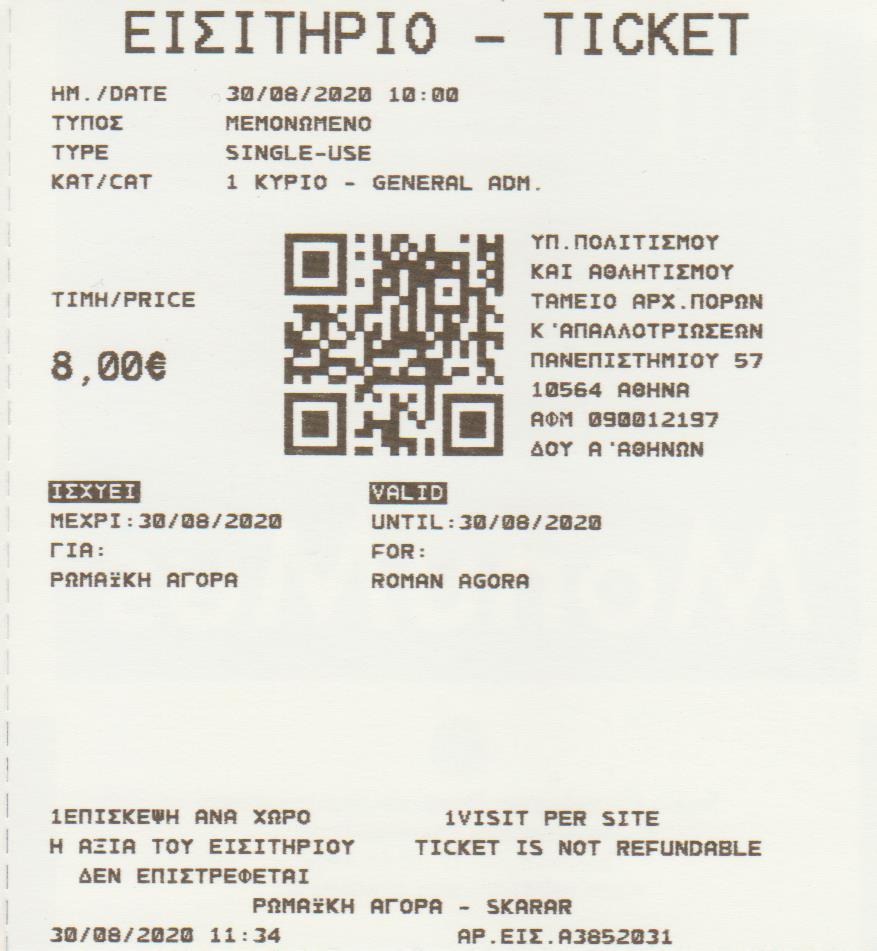 ΕΙΣΙΤΗΡΙΟ - TICKET
ΗΜ./DATE 30/08/2020 10:00
ΤΥΠΟΣ ΜΕΜΟΝΩΜΕΝΟ
TYPE SINGLE-USE
ΚΑΤ/CAT 1 ΚΥΡΙΟ - GENERAL ADM.
ΥΠ.ΠΟΛΙΤΙΣΜΟΥ
ΚΑΙ ΑΘΛΗΤΙΣΜΟΥ
ΤΑΜΕΙΟ ΑΡΧ.ΠΟΡΩΝ
Κ'ΑΠΑΛΛΟΤΡΙΩΣΕΩΝ
ΠΑΝΕΠΙΣΤΗΜΙΟΥ 57
10564 ΑΘΗΝΑ
ΑΦΜ 090012197
ΔΟΥ Α'ΑΘΗΝΩΝ
ΤΙΜΗ/PRICE
8,00€
ΙΣΧΥΕΙ VALID
ΜΕΧΡΙ:30/08/2020 UNTIL:30/08/2020
ΓΙΑ: FOR:
ΡΩΜΑΪΚΗ ΑΓΟΡΑ ROMAN AGORA
1ΕΠΙΣΚΕΨΗ ΑΝΑ ΧΩΡΟ 1VISIT PER SITE
Η ΑΞΙΑ ΤΟΥ ΕΙΣΙΤΗΡΙΟΥ TICKET IS NOT REFUNDABLE
ΔΕΝ ΕΠΙΣΤΡΕΦΕΤΑΙ
ΡΩΜΑΪΚΗ ΑΓΟΡΑ - SKARAR
30/08/2020 11:34 ΑΡ.ΕΙΣ.Α3852031